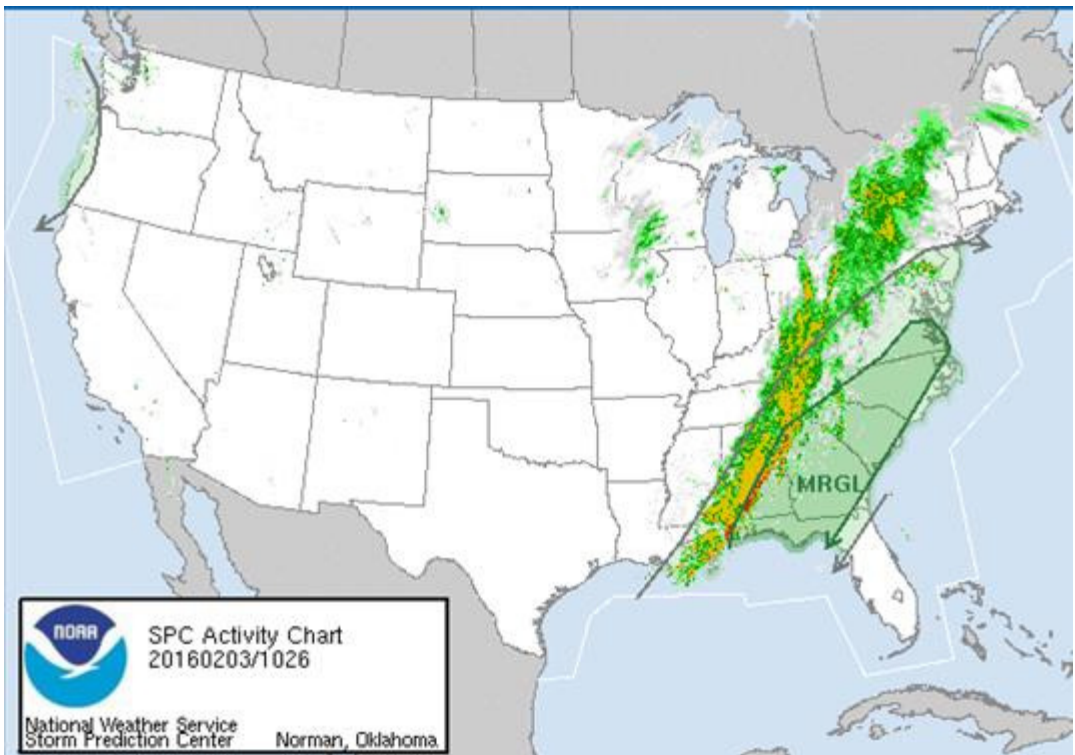 MRGL
NOAA
SPC Activity Chart
20160203/1026
National Weather Service
Storm Prediction Center Norman, Oklahoma